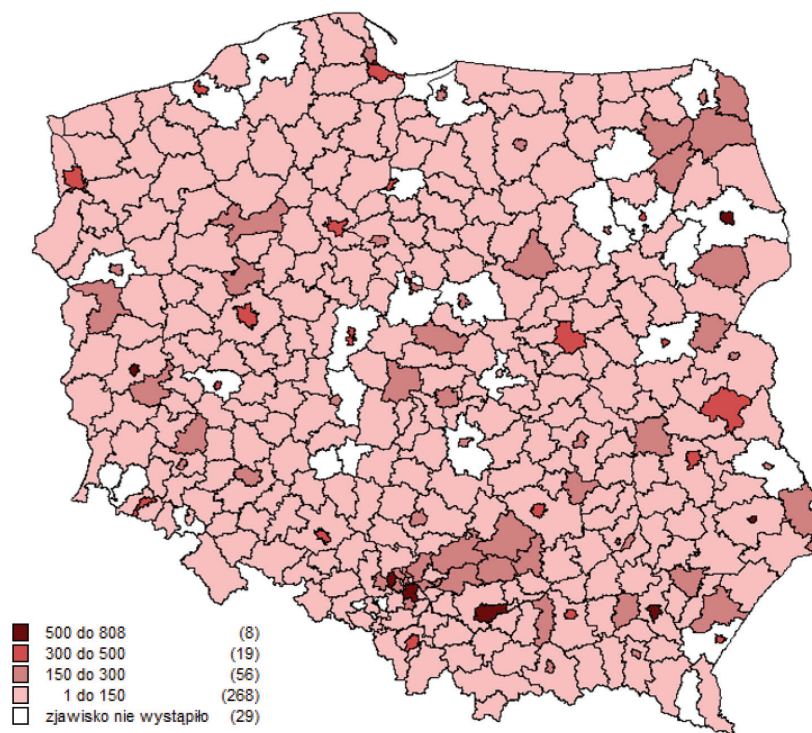 500 do 808 (8)
300 do 500 (19)
150 do 300 (56)
1 do 150 (268)
zjawisko nie wystąpiło (29)